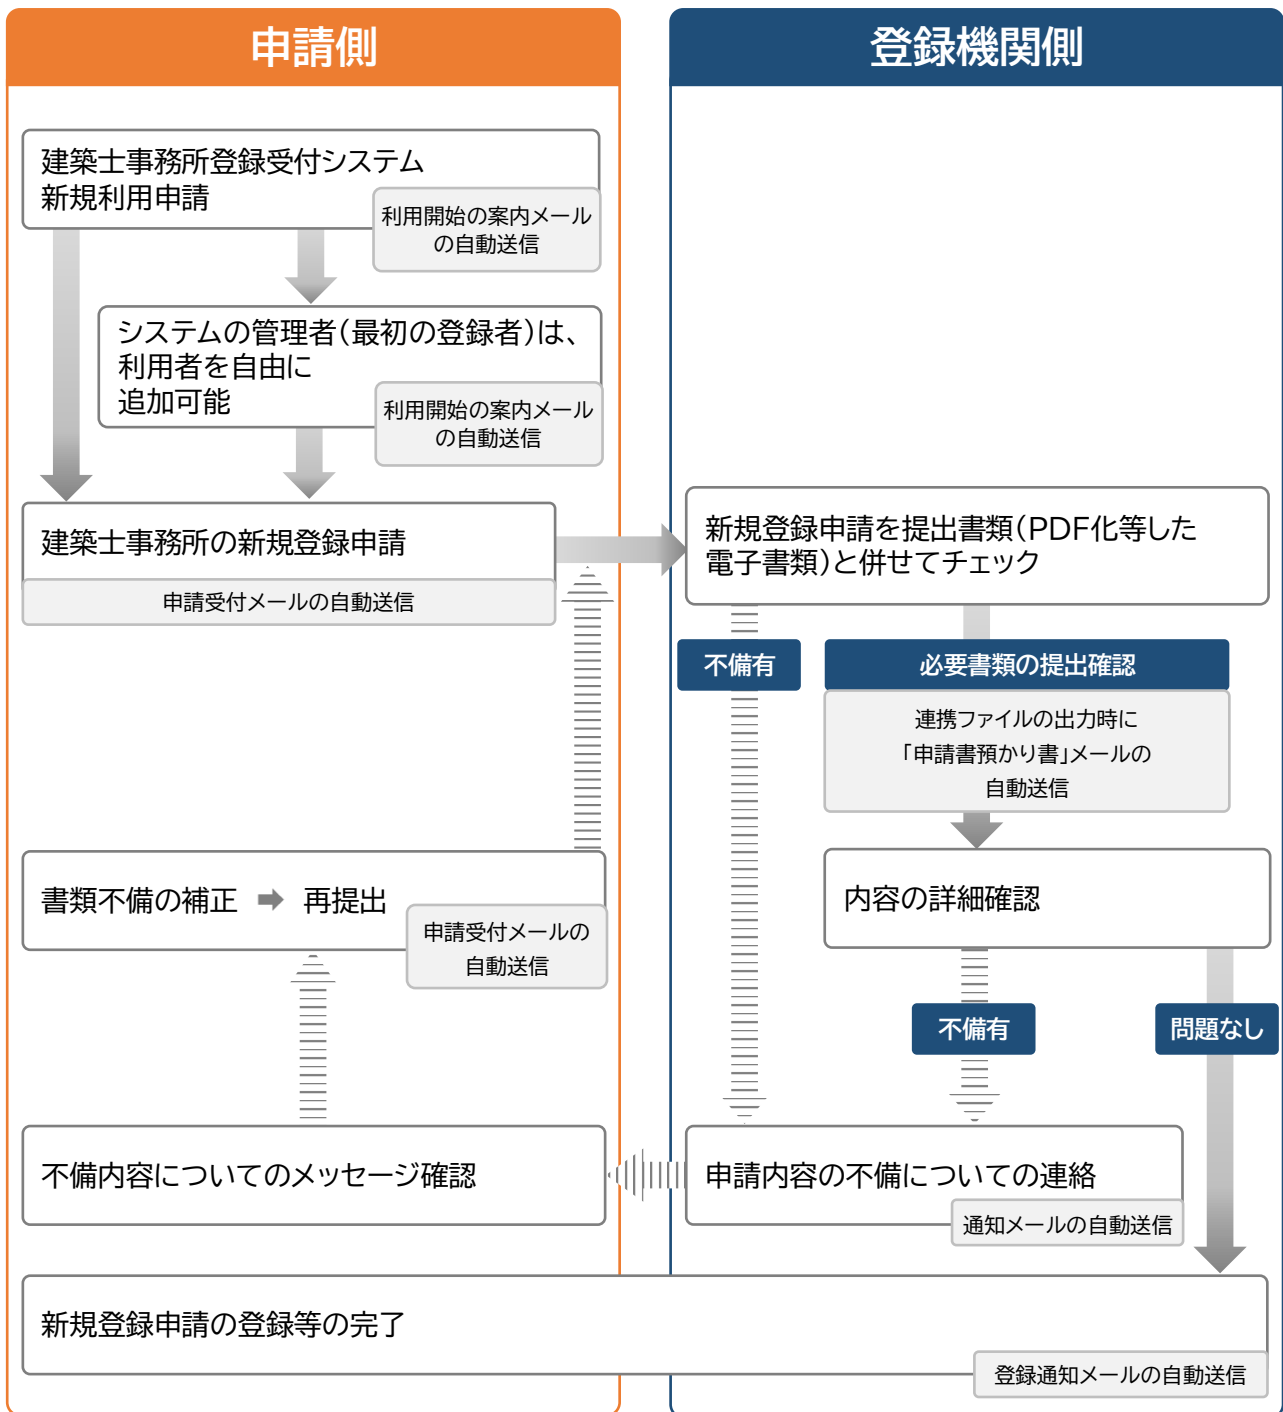 申請側
登録機関側
建築士事務所登録受付システム
新規利用申請
利用開始の案内メール
の自動送信
システムの管理者(最初の登録者)は、
利用者を自由に
追加可能
利用開始の案内メール
の自動送信
建築士事務所の新規登録申請
申請受付メールの自動送信
新規登録申請を提出書類(PDF化等した
電子書類)と併せてチェック
不備有
必要書類の提出確認
連携ファイルの出力時に
「申請書預かり書」メールの
自動送信
書類不備の補正 ➡ 再提出
申請受付メールの
自動送信
内容の詳細確認
不備有
問題なし
不備内容についてのメッセージ確認
申請内容の不備についての連絡
通知メールの自動送信
新規登録申請の登録等の完了
登録通知メールの自動送信